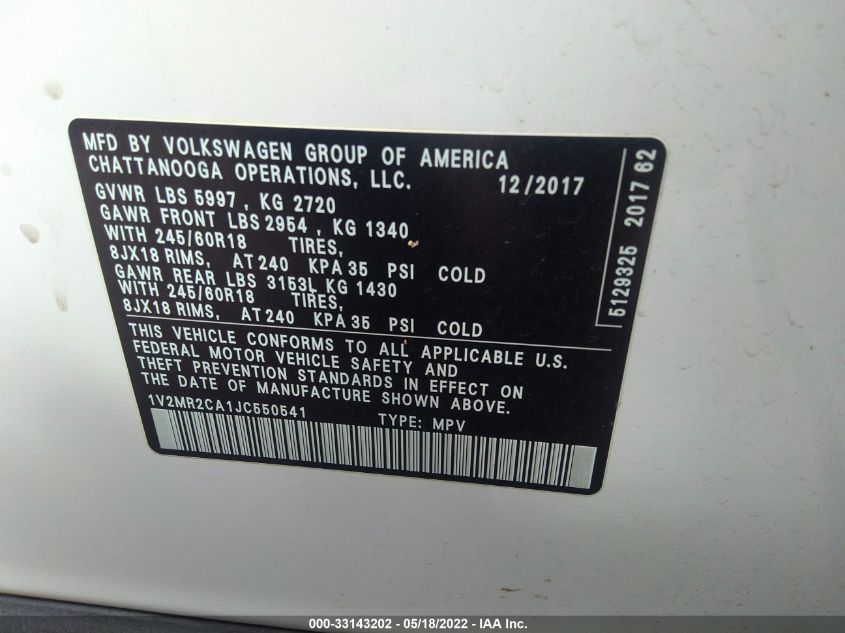 MFD BY VOLKSWAGEN GROUP OF AMERICA
CHATTANOOGA OPERATIONS, LLC. 12/2017
GVWR LBS 5997 , KG 2720
GAWR FRONT LBS 2954 , KG 1340
WITH 245/60R18 TIRES,
8JX18 RIMS, AT 240 KPA 35 PSI COLD
GAWR REAR LBS 3153L KG 1430
WITH 245/60R18 TIRES,
8JX18 RIMS, AT 240 KPA 35 PSI COLD
THIS VEHICLE CONFORMS TO ALL APPLICABLE U.S.
FEDERAL MOTOR VEHICLE SAFETY AND
THEFT PREVENTION STANDARDS IN EFFECT ON
THE DATE OF MANUFACTURE SHOWN ABOVE.
1V2MR2CA1JC550541 TYPE: MPV
5129325 2017 62
000-33143202 - 05/18/2022 - IAA Inc.